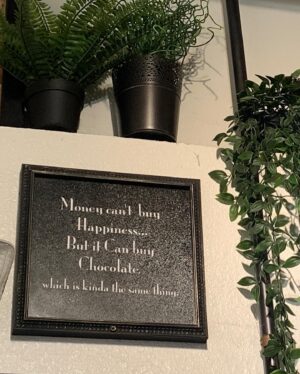 Money can't buy
Happiness...
But it Can buy
Chocolate,
which is kinda the same thing.